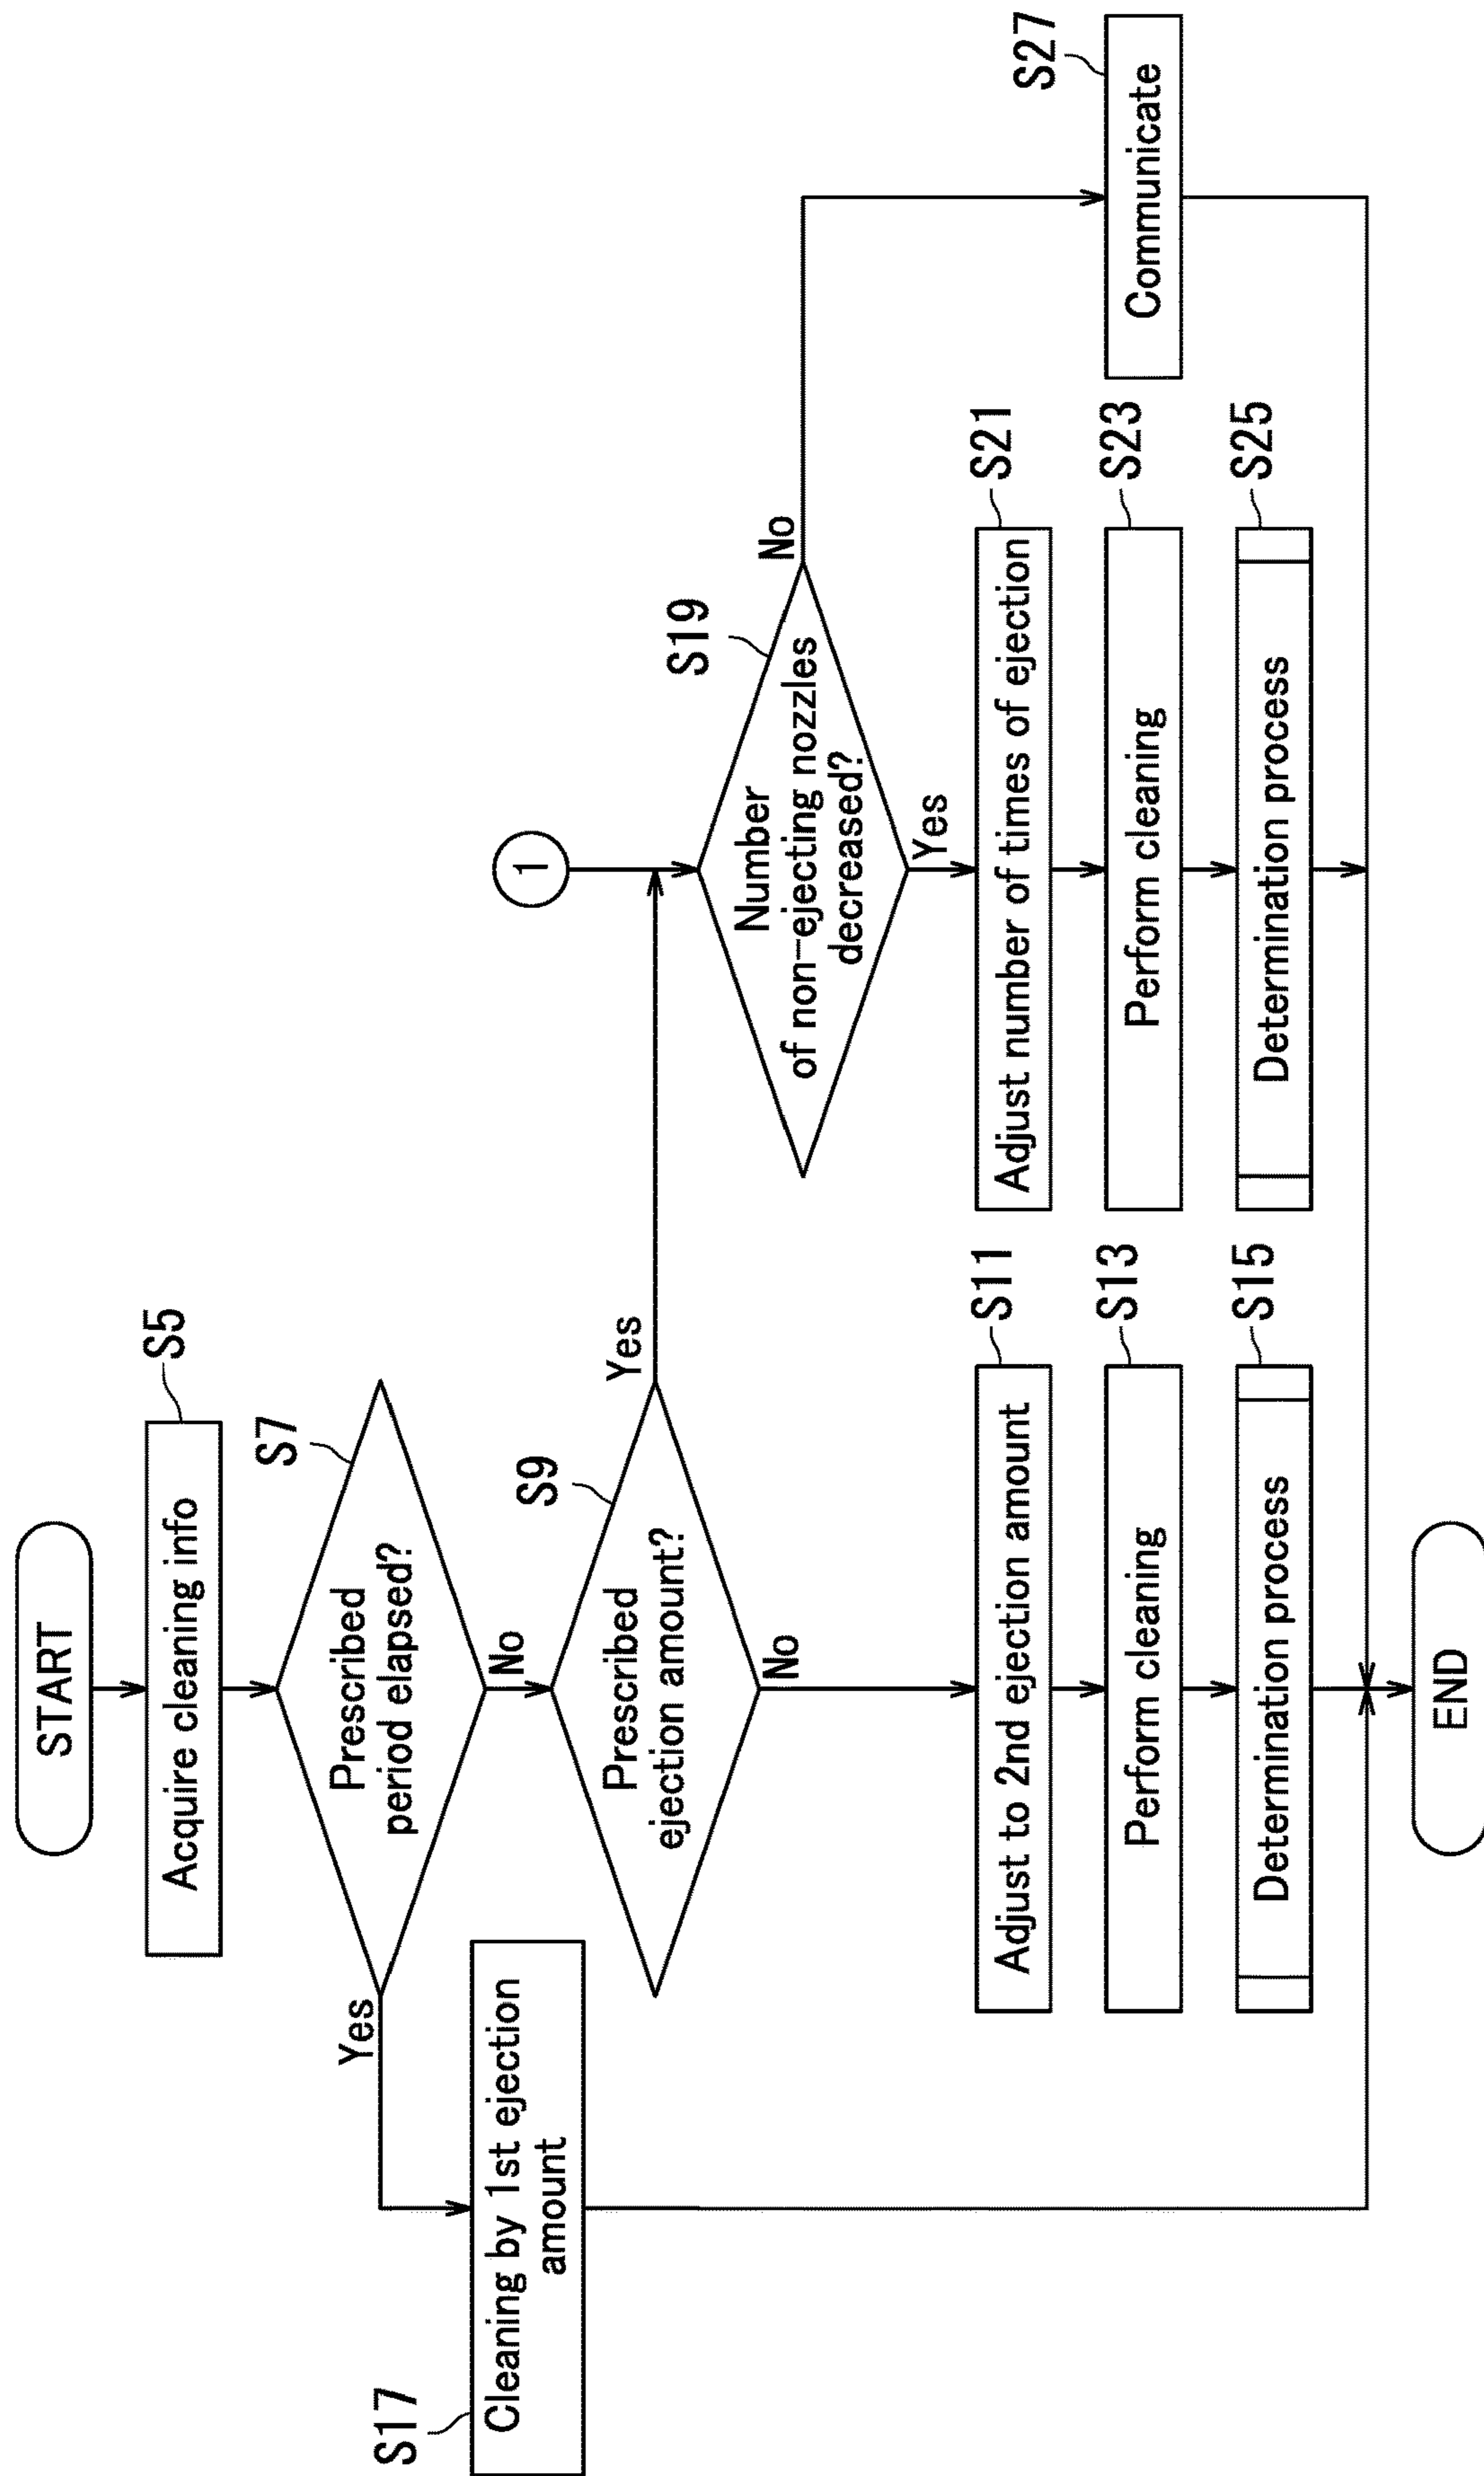 START
S5
Acquire cleaning info
S7
Prescribed
period elapsed?
Yes
No
S17
Cleaning by 1st ejection
amount
S9
Prescribed
ejection amount?
Yes
No
S11
Adjust to 2nd ejection amount
S13
Perform cleaning
S15
Determination process
1
S19
Number
of non-ejecting nozzles
decreased?
No
Yes
S21
Adjust number of times of ejection
S23
Perform cleaning
S25
Determination process
S27
Communicate
END